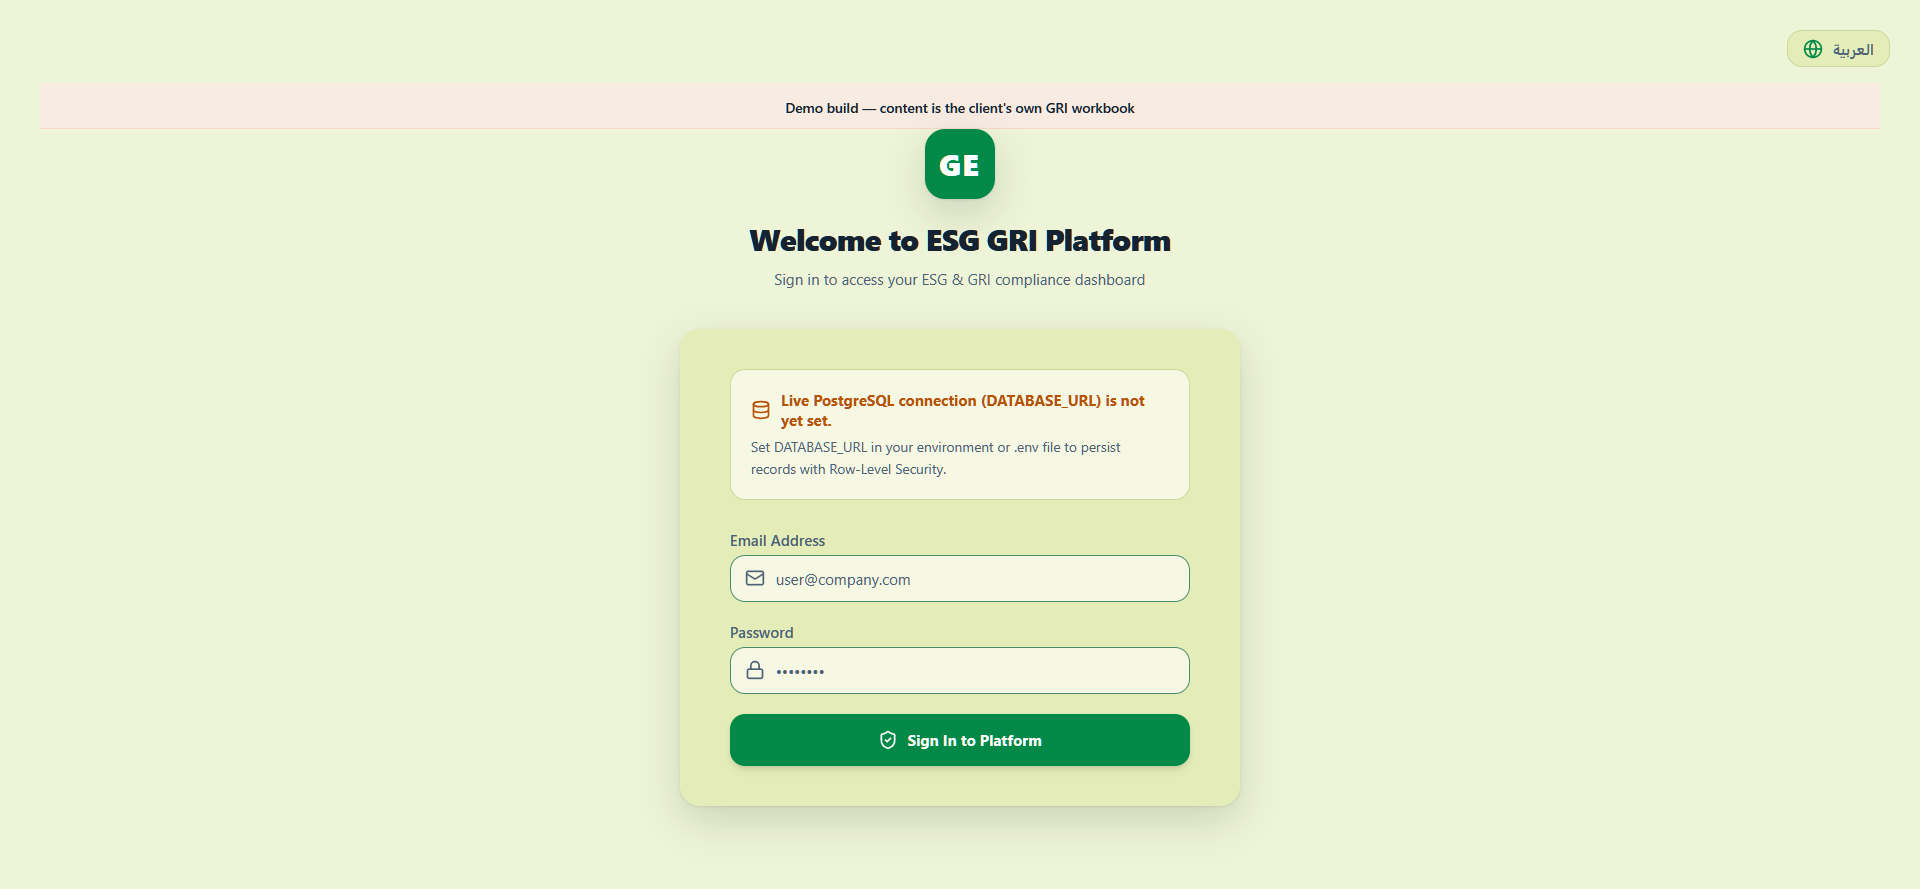 العربية
Demo build — content is the client's own GRI workbook
GE
Welcome to ESG GRI Platform
Sign in to access your ESG & GRI compliance dashboard
Live PostgreSQL connection (DATABASE_URL) is not
yet set.
Set DATABASE_URL in your environment or .env file to persist
records with Row-Level Security.
Email Address
user@company.com
Password
••••••••
Sign In to Platform